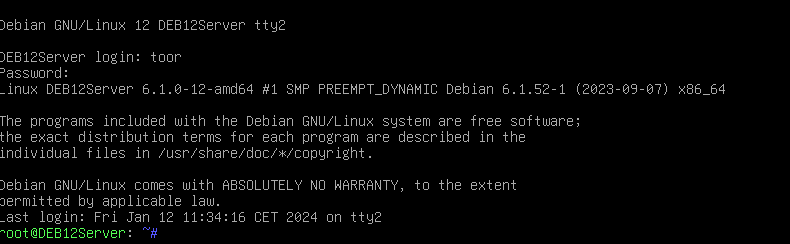 Debian GNU/Linux 12 DEB12Server tty2
DEB12Server login: toor
Password:
Linux DEB12Server 6.1.0-12-amd64 #1 SMP PREEMPT_DYNAMIC Debian 6.1.52-1 (2023-09-07) x86_64
The programs included with the Debian GNU/Linux system are free software;
the exact distribution terms for each program are described in the
individual files in /usr/share/doc/*/copyright.
Debian GNU/Linux comes with ABSOLUTELY NO WARRANTY, to the extent
permitted by applicable law.
Last login: Fri Jan 12 11:34:16 CET 2024 on tty2
root@DEB12Server: ~#